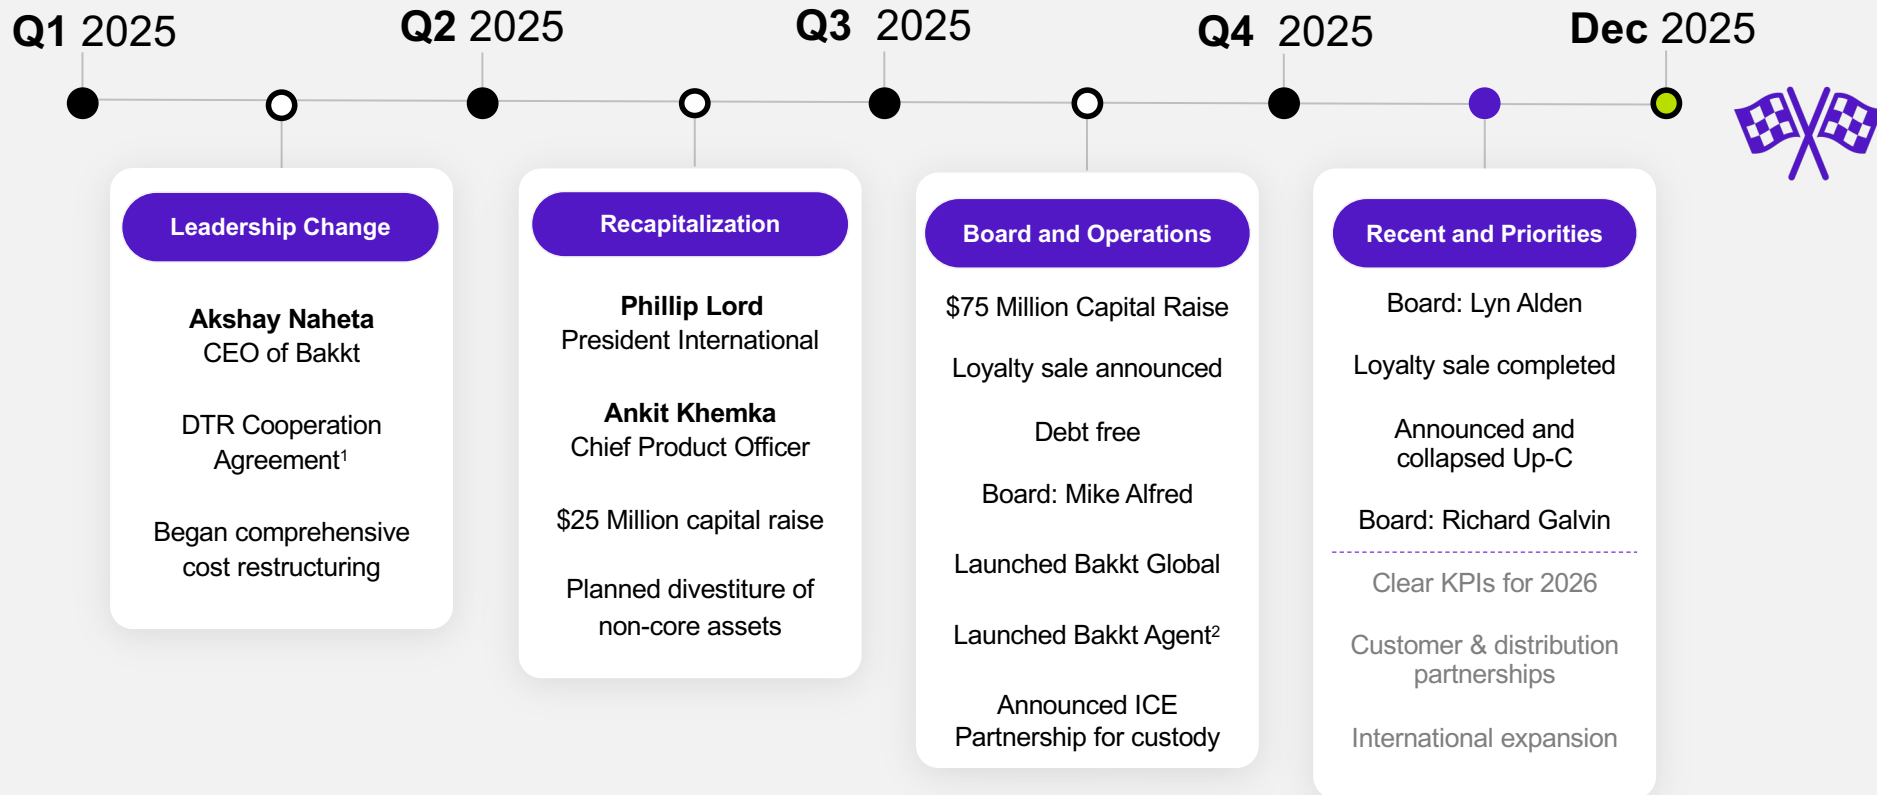 Q1 2025
Q2 2025
Q3 2025
Q4 2025
Dec 2025
Leadership Change
Akshay Naheta
CEO of Bakkt
DTR Cooperation
Agreement¹
Began comprehensive
cost restructuring
Recapitalization
Phillip Lord
President International
Ankit Khemka
Chief Product Officer
$25 Million capital raise
Planned divestiture of
non-core assets
Board and Operations
$75 Million Capital Raise
Loyalty sale announced
Debt free
Board: Mike Alfred
Launched Bakkt Global
Launched Bakkt Agent²
Announced ICE
Partnership for custody
Recent and Priorities
Board: Lyn Alden
Loyalty sale completed
Announced and
collapsed Up-C
Board: Richard Galvin
Clear KPIs for 2026
Customer & distribution
partnerships
International expansion